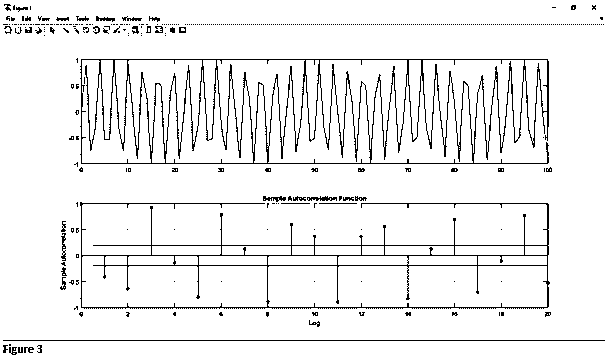 Figure 1
File Edit View Insert Tools Desktop Window Help
1
0.5
0
-0.5
-1
0 10 20 30 40 50 60 70 80 90 100
Sample Autocorrelation Function
Sample Autocorrelation
1
0.5
0
-0.5
-1
0 2 4 6 8 10 12 14 16 18 20
Lag
Figure 3